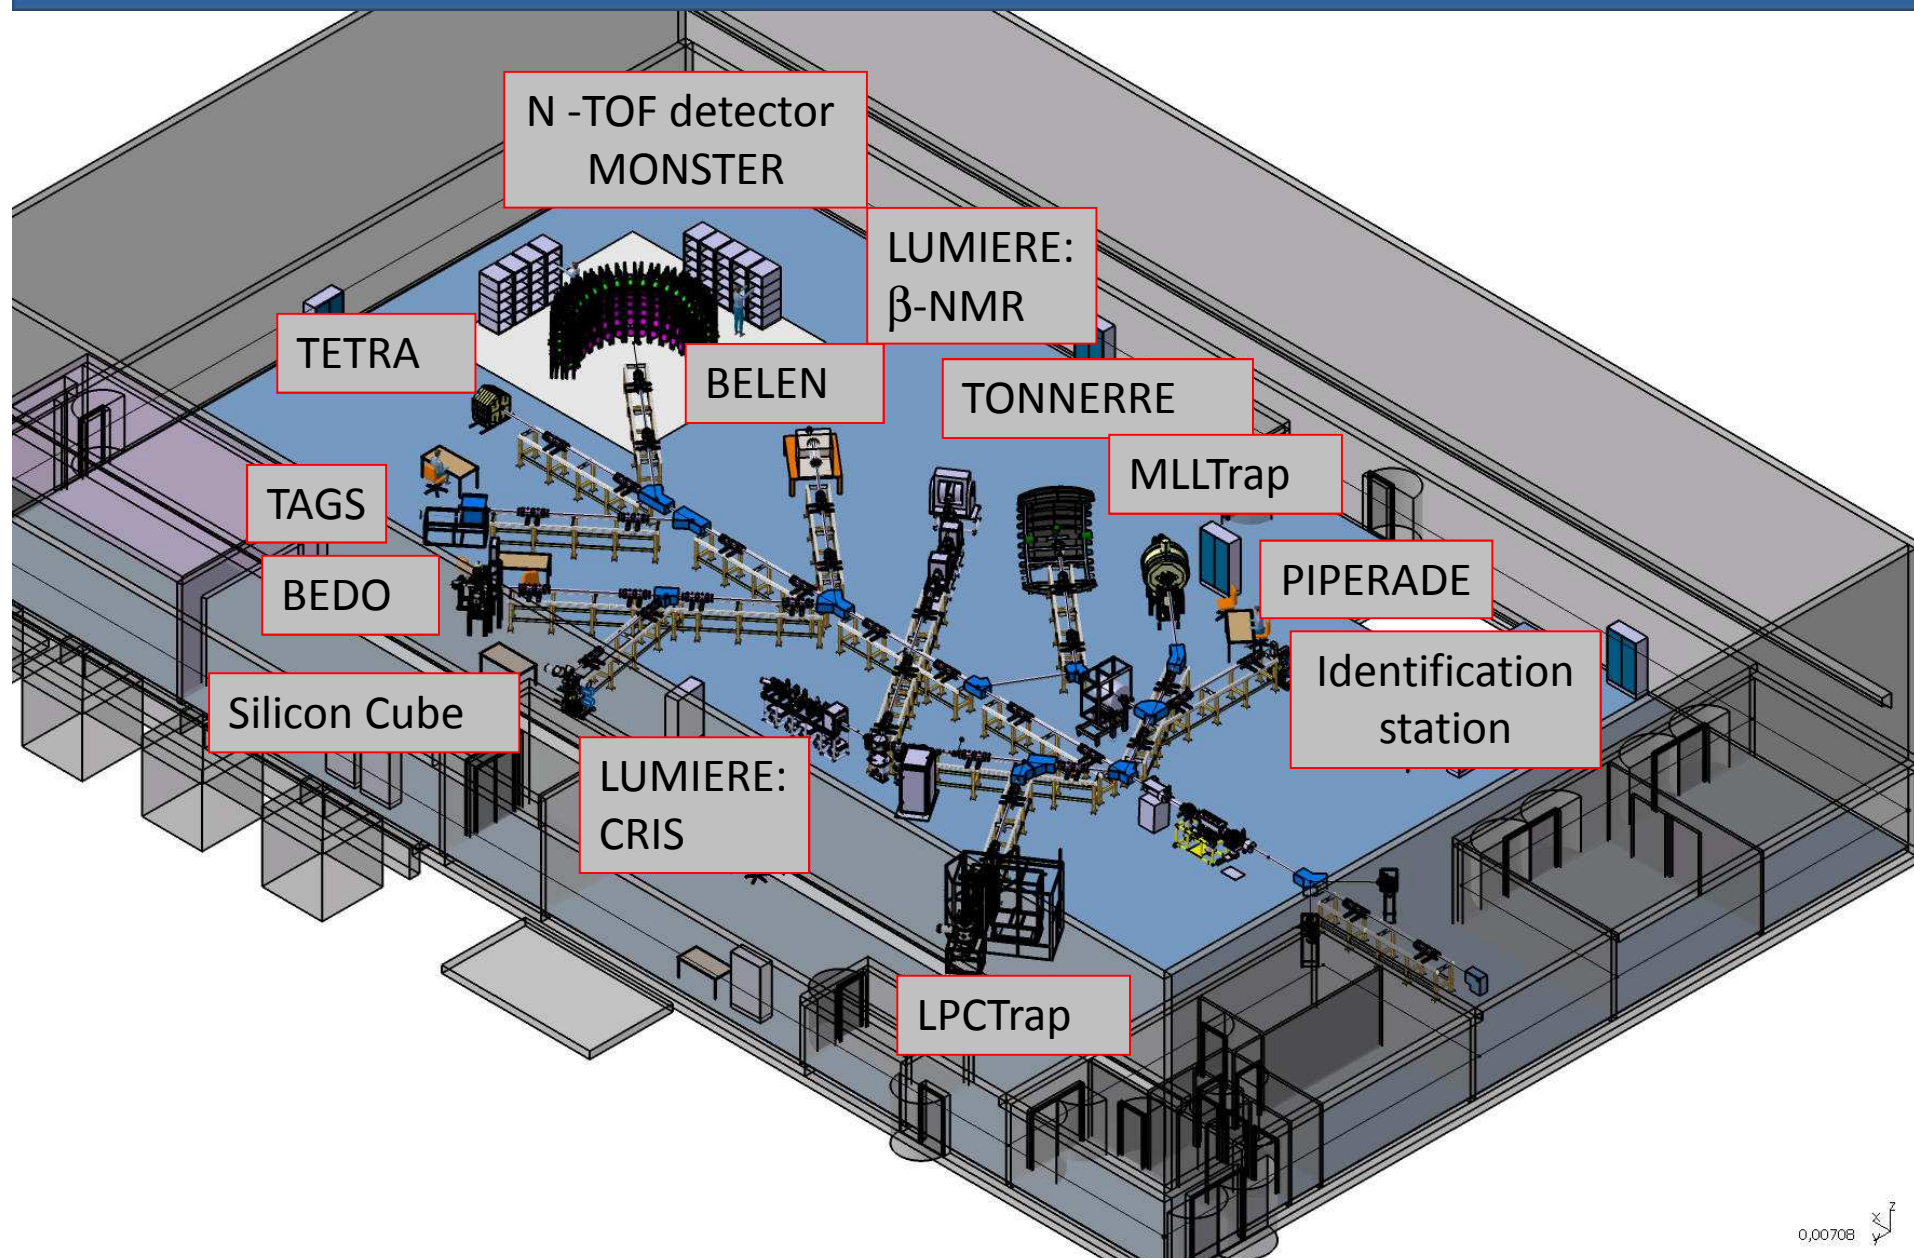 N -TOF detector
MONSTER
LUMIERE:
β-NMR
TETRA
BELEN
TONNERRE
MLLTrap
TAGS
BEDO
PIPERADE
Identification
station
Silicon Cube
LUMIERE:
CRIS
LPCTrap
0,00708
z
x
y